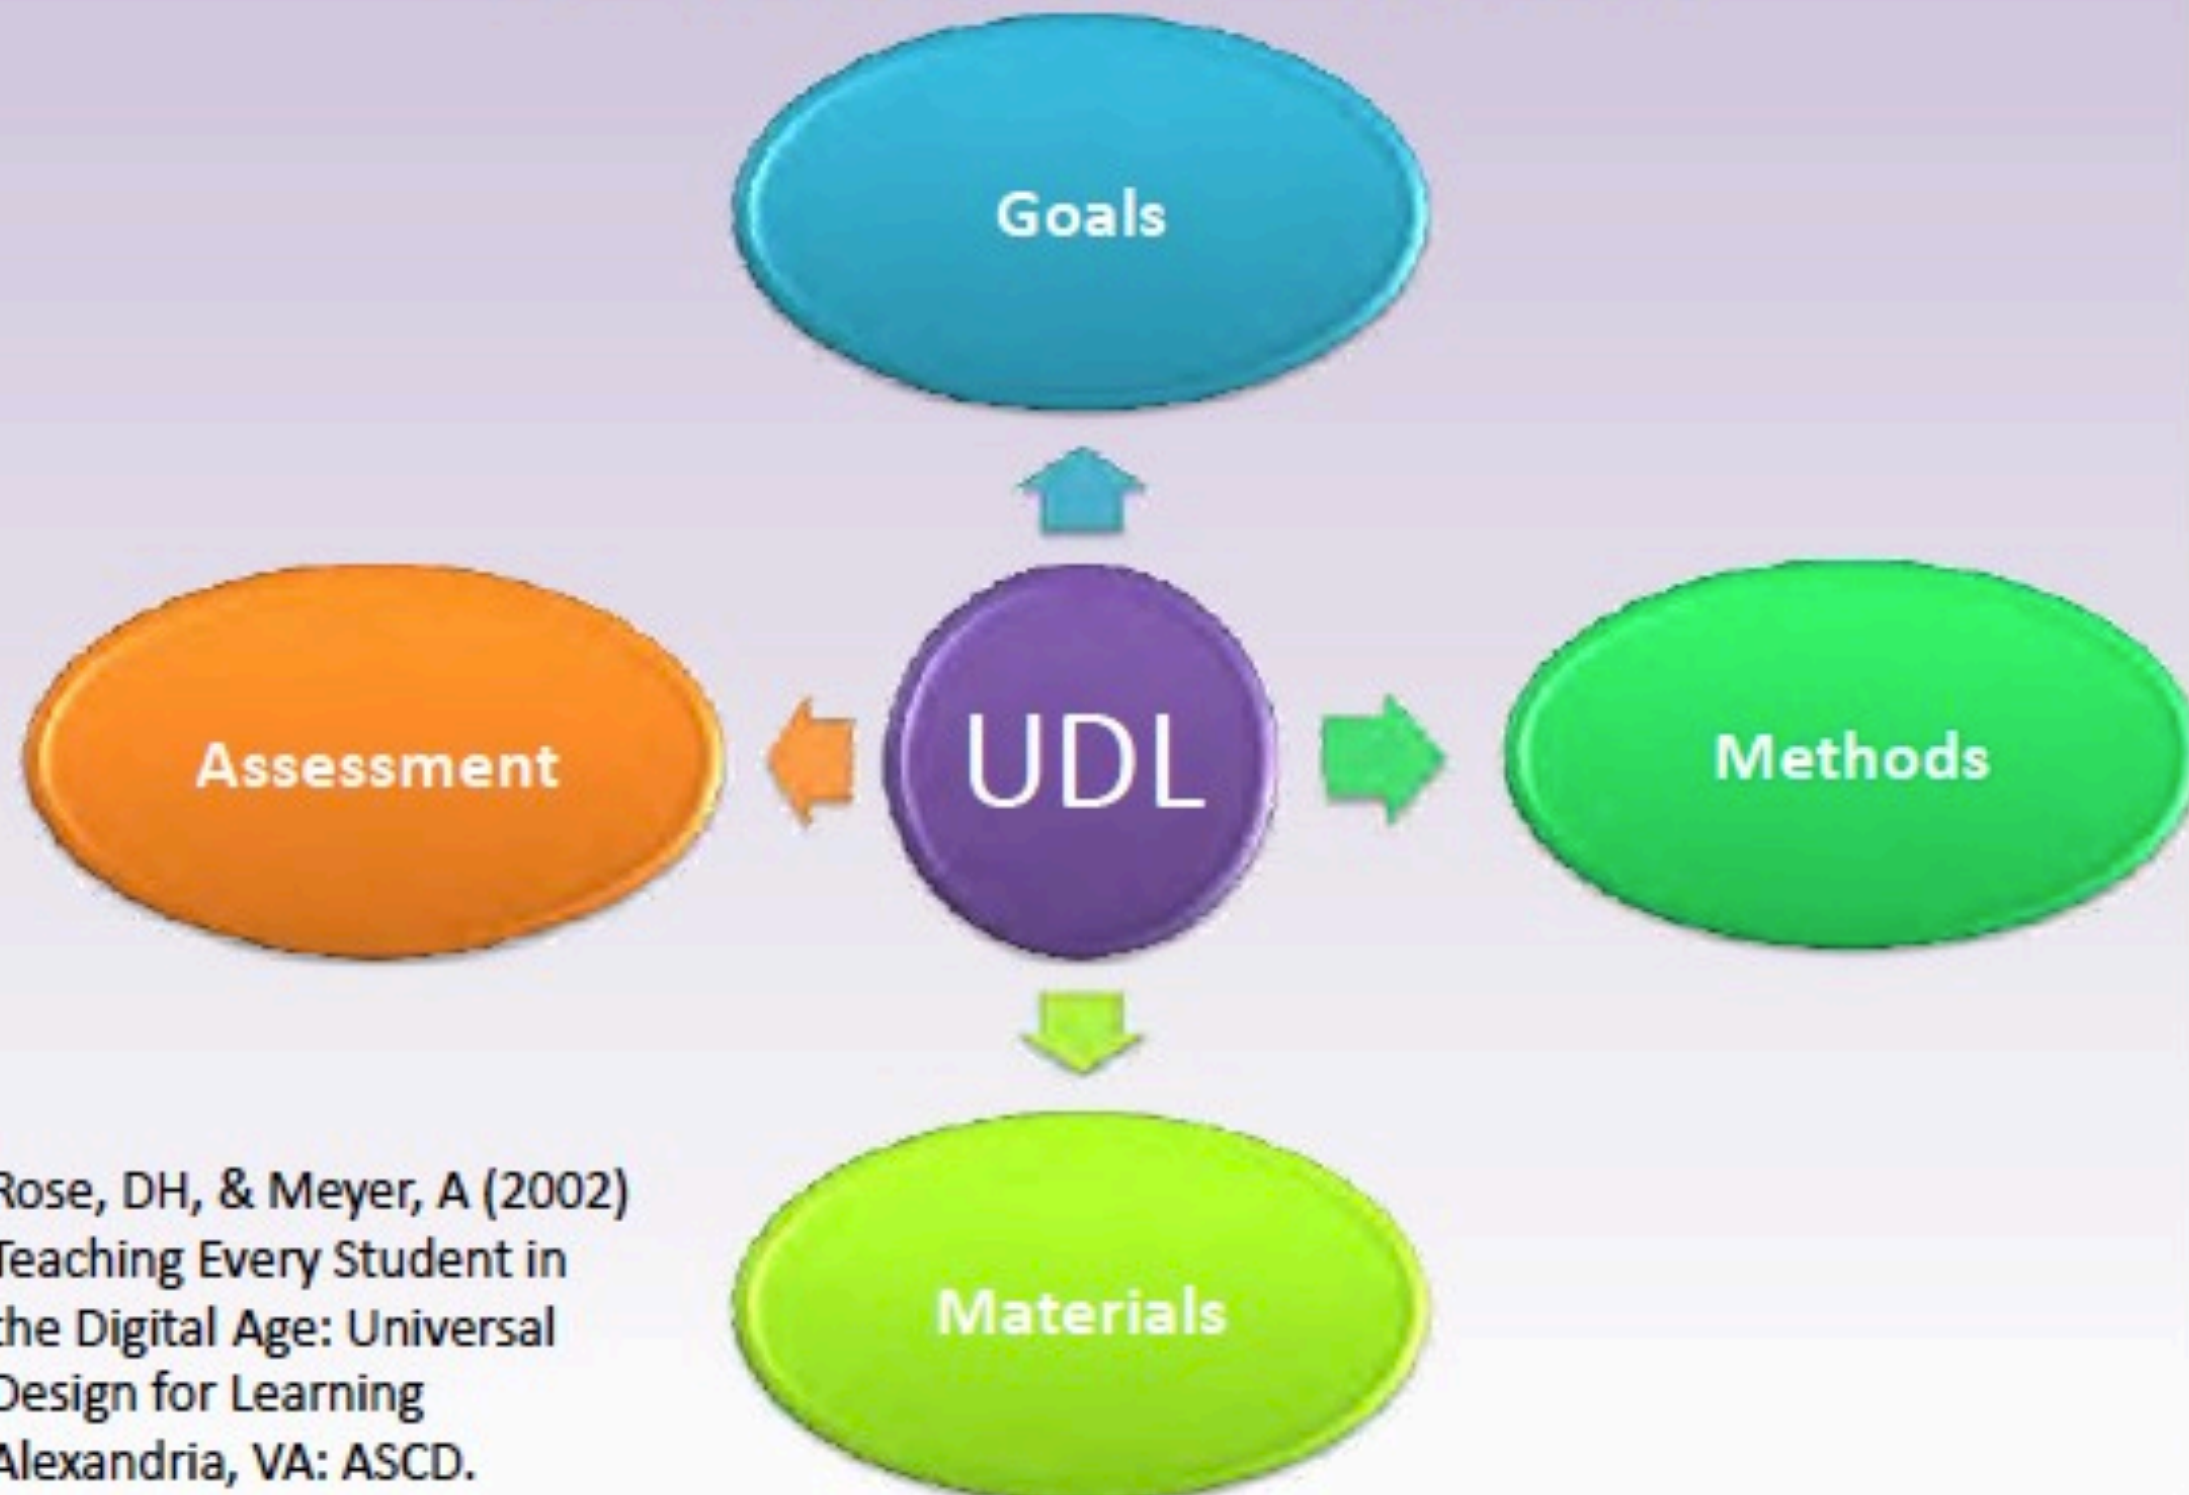 Goals
Assessment
UDL
Methods
Materials
Rose, DH, & Meyer, A (2002)
Teaching Every Student in
the Digital Age: Universal
Design for Learning
Alexandria, VA: ASCD.